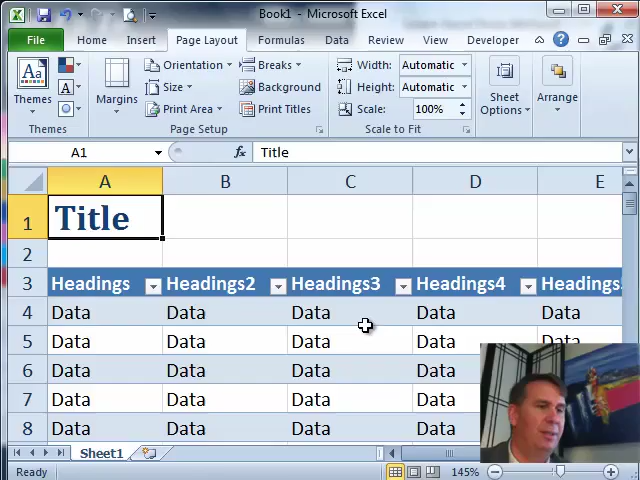 Book1 - Microsoft Excel
File Home Insert Page Layout Formulas Data Review View Developer
Themes
Margins
Orientation
Size
Print Area
Breaks
Background
Print Titles
Width: Automatic
Height: Automatic
Scale: 100%
Sheet Options
Arrange
Themes Page Setup Scale to Fit
A1 fx Title
A B C D E
1 Title
2
3 Headings Headings2 Headings3 Headings4 Headings
4 Data Data Data Data Data
5 Data Data Data Data Data
6 Data Data Data Data
7 Data Data Data Data
8 Data Data Data Data
Sheet1
Ready 145%